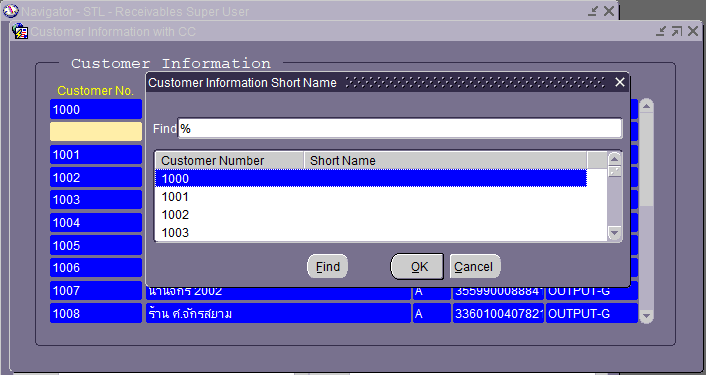 Navigator - STL - Receivables Super User
Customer Information with CC
Customer Information
Customer Information Short Name
Customer No.
1000
Find %
1001
1002
1003
1004
1005
1006
Customer Number Short Name
1000
1001
1002
1003
Find OK Cancel
1007 นานาจักร 2002 A 355990008884 OUTPUT-G
1008 ร้าน ศ.จักรสยาม A 336010040782 OUTPUT-G